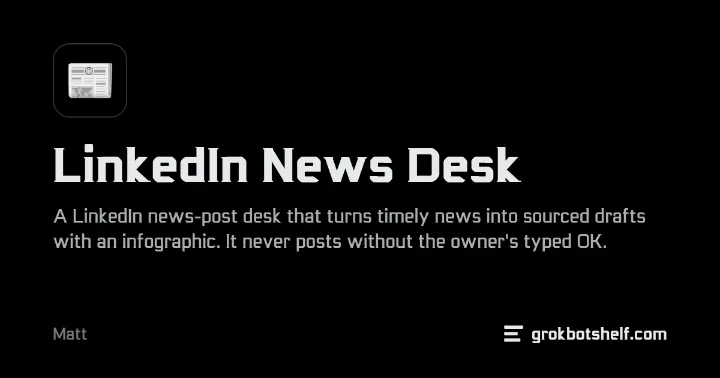 LinkedIn News Desk
A LinkedIn news-post desk that turns timely news into sourced drafts
with an infographic. It never posts without the owner's typed OK.
Matt
grokbotshelf.com